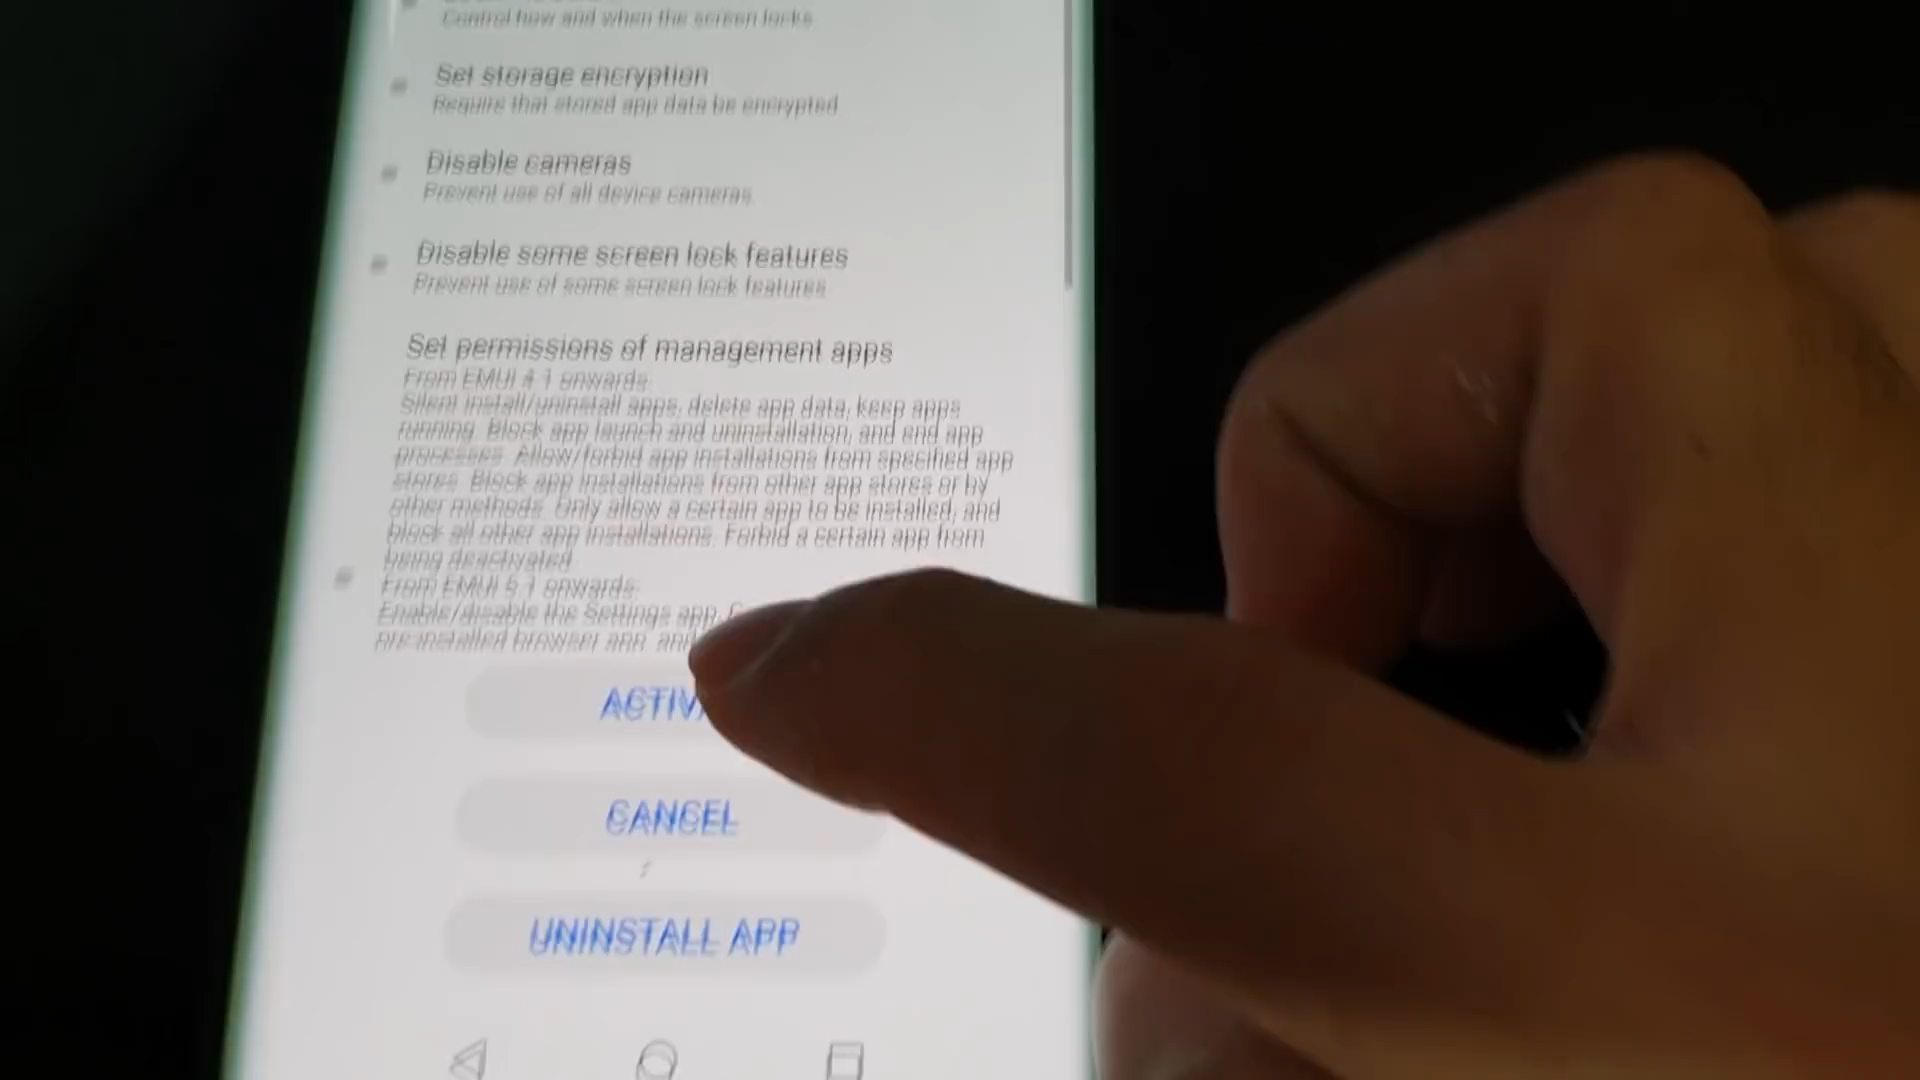 Control how and when the screen locks
Set storage encryption
Require that stored app data be encrypted
Disable cameras
Prevent use of all device cameras
Disable some screen lock features
Prevent use of some screen lock features
Set permissions of management apps
From EMUI 4.1 onwards:
Silent install/uninstall apps, delete app data, keep apps
running. Block app launch and uninstallation, and end app
processes. Allow/forbid app installations from specified app
stores. Block app installations from other app stores or by
other methods. Only allow a certain app to be installed, and
block all other app installations. Forbid a certain app from
being deactivated.
From EMUI 5.1 onwards:
Enable/disable the Settings app,
pre-installed browser app and
ACTIV
CANCEL
UNINSTALL APP